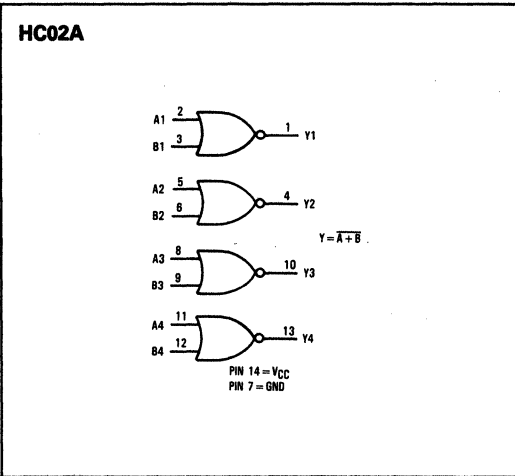 HC02A
A1 2
B1 3
1 Y1
A2 5
B2 6
4 Y2
Y = A + B
A3 8
B3 9
10 Y3
A4 11
B4 12
13 Y4
PIN 14 = VCC
PIN 7 = GND